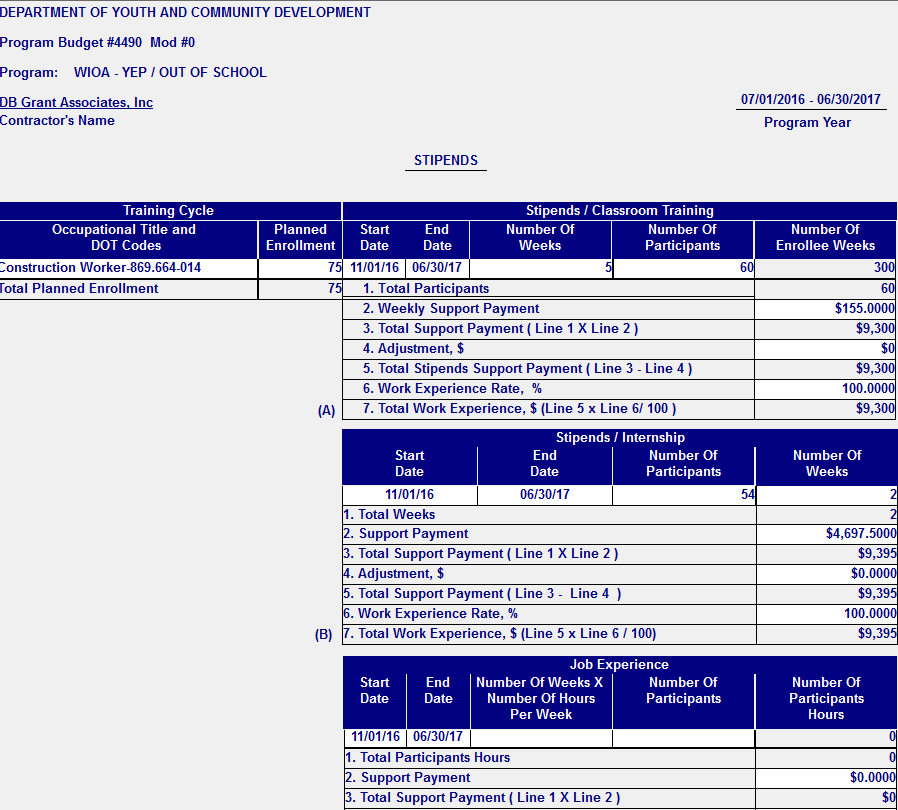 DEPARTMENT OF YOUTH AND COMMUNITY DEVELOPMENT
Program Budget #4490 Mod #0
Program: WIOA - YEP / OUT OF SCHOOL
DB Grant Associates, Inc
Contractor's Name
07/01/2016 - 06/30/2017
Program Year
STIPENDS
Training Cycle Stipends / Classroom Training
Occupational Title and DOT Codes Planned Enrollment Start Date End Date Number Of Weeks Number Of Participants Number Of Enrollee Weeks
Construction Worker-869.664-014 75 11/01/16 06/30/17 5 60 300
Total Planned Enrollment 75 1. Total Participants 60
2. Weekly Support Payment $155.0000
3. Total Support Payment ( Line 1 X Line 2 ) $9,300
4. Adjustment, $ $0
5. Total Stipends Support Payment ( Line 3 - Line 4 ) $9,300
6. Work Experience Rate, % 100.0000
(A) 7. Total Work Experience, $ (Line 5 x Line 6/ 100 ) $9,300
Stipends / Internship
Start Date End Date Number Of Participants Number Of Weeks
11/01/16 06/30/17 54 2
1. Total Weeks 2
2. Support Payment $4,697.5000
3. Total Support Payment ( Line 1 X Line 2 ) $9,395
4. Adjustment, $ $0.0000
5. Total Support Payment ( Line 3 - Line 4 ) $9,395
6. Work Experience Rate, % 100.0000
(B) 7. Total Work Experience, $ (Line 5 x Line 6 / 100) $9,395
Job Experience
Start Date End Date Number Of Weeks X Number Of Hours Per Week Number Of Participants Number Of Participants Hours
11/01/16 06/30/17 0
1. Total Participants Hours 0
2. Support Payment $0.0000
3. Total Support Payment ( Line 1 X Line 2 ) $0